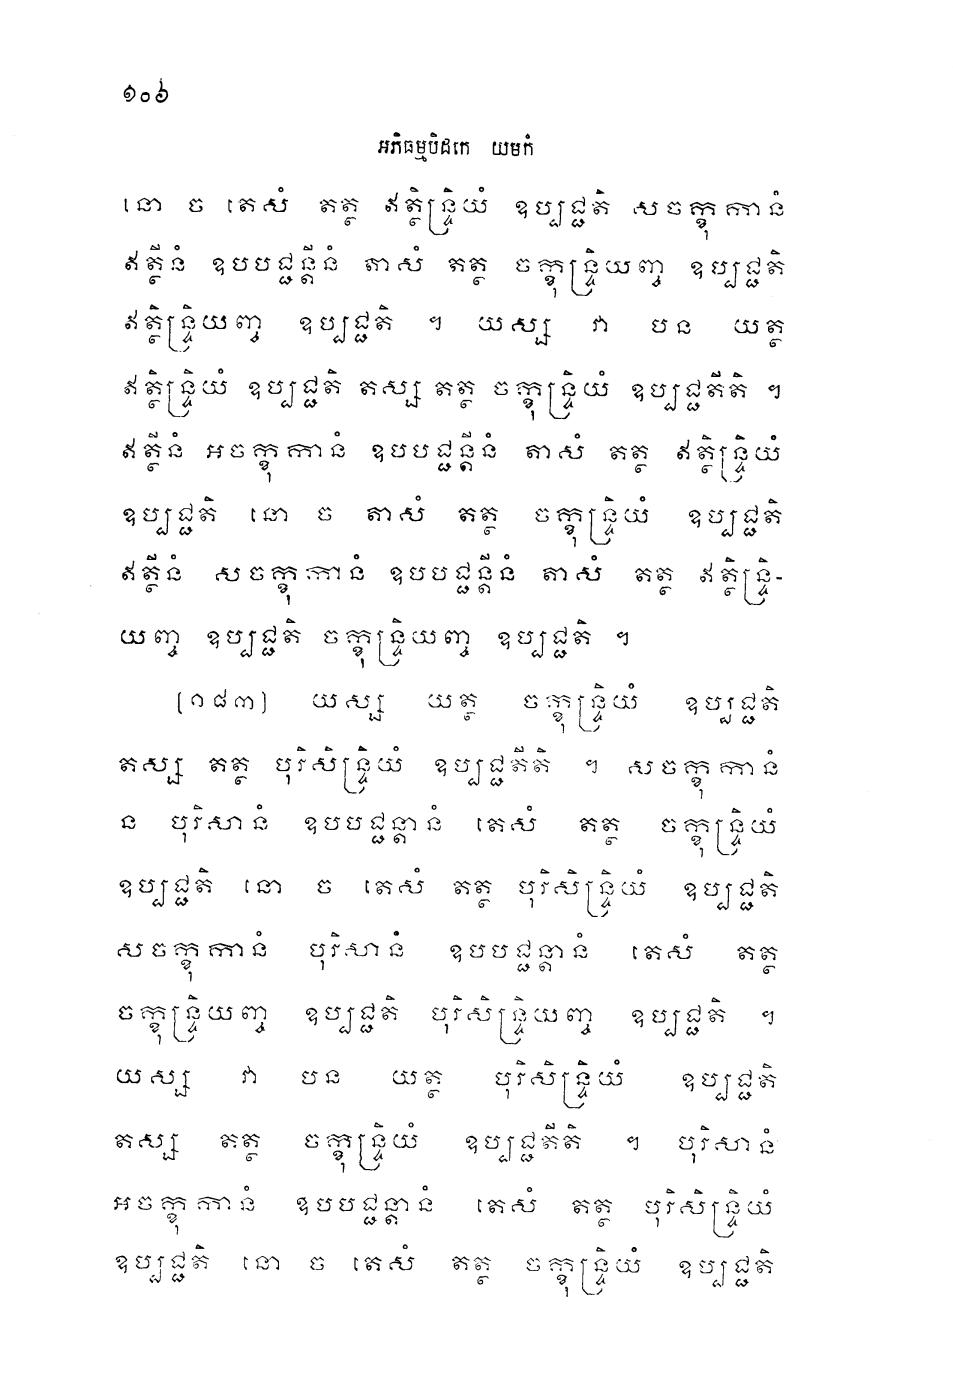 ១០៦
អភិធម្មបិដកេ យមកំ
នោ ច តេសំ តត្ថ ឥត្ថិន្ទ្រិយំ ឧប្បជ្ជតិ សចក្ខុកានំ
ឥត្ថីនំ ឧបបជ្ជន្តីនំ តាសំ តត្ថ ចក្ខុន្ទ្រិយញ្ច ឧប្បជ្ជតិ
ឥត្ថិន្ទ្រិយញ្ច ឧប្បជ្ជតិ ។ យស្ស វា បន យត្ថ
ឥត្ថិន្ទ្រិយំ ឧប្បជ្ជតិ តស្ស តត្ថ ចក្ខុន្ទ្រិយំ ឧប្បជ្ជតីតិ ។
ឥត្ថីនំ អចក្ខុកានំ ឧបបជ្ជន្តីនំ តាសំ តត្ថ ឥត្ថិន្ទ្រិយំ
ឧប្បជ្ជតិ នោ ច តាសំ តត្ថ ចក្ខុន្ទ្រិយំ ឧប្បជ្ជតិ
ឥត្ថីនំ សចក្ខុកានំ ឧបបជ្ជន្តីនំ តាសំ តត្ថ ឥត្ថិន្ទ្រិ-
យញ្ច ឧប្បជ្ជតិ ចក្ខុន្ទ្រិយញ្ច ឧប្បជ្ជតិ ។
[១៨៣] យស្ស យត្ថ ចក្ខុន្ទ្រិយំ ឧប្បជ្ជតិ
តស្ស តត្ថ បុរិសិន្ទ្រិយំ ឧប្បជ្ជតីតិ ។ សចក្ខុកានំ
ន បុរិសានំ ឧបបជ្ជន្តានំ តេសំ តត្ថ ចក្ខុន្ទ្រិយំ
ឧប្បជ្ជតិ នោ ច តេសំ តត្ថ បុរិសិន្ទ្រិយំ ឧប្បជ្ជតិ
សចក្ខុកានំ បុរិសានំ ឧបបជ្ជន្តានំ តេសំ តត្ថ
ចក្ខុន្ទ្រិយញ្ច ឧប្បជ្ជតិ បុរិសិន្ទ្រិយញ្ច ឧប្បជ្ជតិ ។
យស្ស វា បន យត្ថ បុរិសិន្ទ្រិយំ ឧប្បជ្ជតិ
តស្ស តត្ថ ចក្ខុន្ទ្រិយំ ឧប្បជ្ជតីតិ ។ បុរិសានំ
អចក្ខុកានំ ឧបបជ្ជន្តានំ តេសំ តត្ថ បុរិសិន្ទ្រិយំ
ឧប្បជ្ជតិ នោ ច តេសំ តត្ថ ចក្ខុន្ទ្រិយំ ឧប្បជ្ជតិ